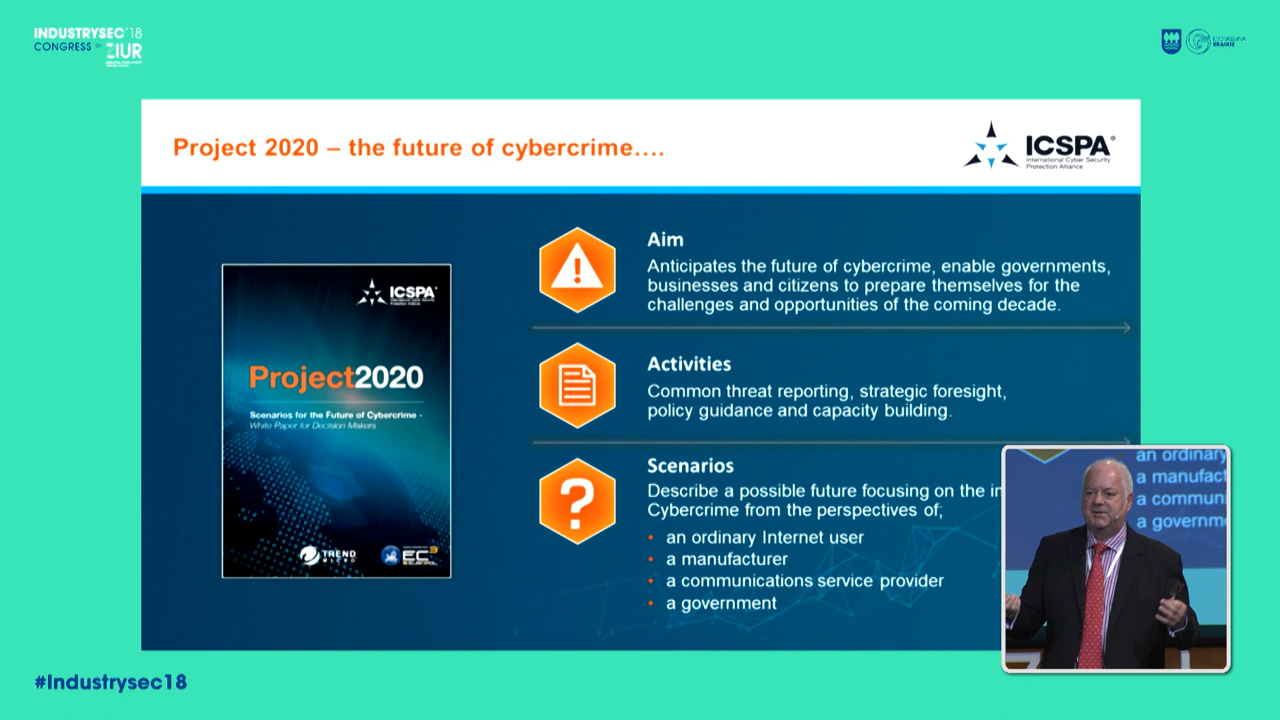 INDUSTRYSEC'18
CONGRESS BY ZIUR
Project 2020 – the future of cybercrime....
ICSPA®
International Cyber Security
Protection Alliance
ICSPA®
Project2020
Scenarios for the Future of Cybercrime -
White Paper for Decision Makers
TREND
MICRO
EC3
EUROPOL
Aim
Anticipates the future of cybercrime, enable governments,
businesses and citizens to prepare themselves for the
challenges and opportunities of the coming decade.
Activities
Common threat reporting, strategic foresight,
policy guidance and capacity building.
Scenarios
Describe a possible future focusing on the
Cybercrime from the perspectives of;
• an ordinary Internet user
• a manufacturer
• a communications service provider
• a government
an ordinary
a manufact
a commun
a governme
#Industrysec18